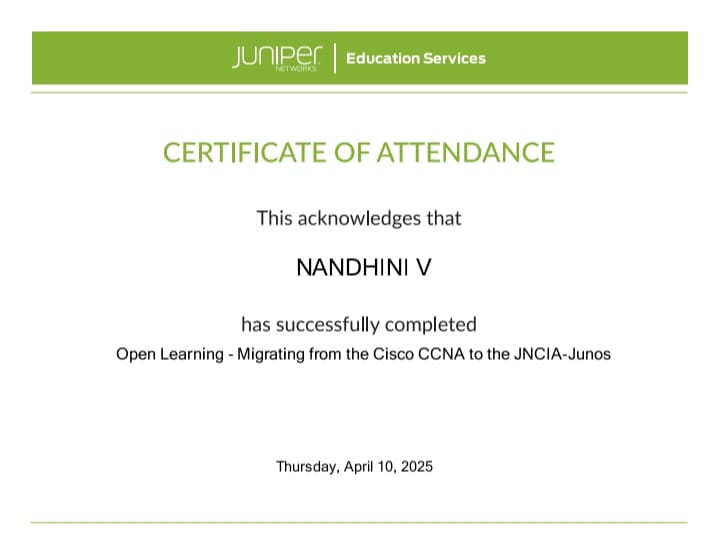 JUNIPEr
NETWORKS
Education Services
CERTIFICATE OF ATTENDANCE
This acknowledges that
NANDHINI V
has successfully completed
Open Learning - Migrating from the Cisco CCNA to the JNCIA-Junos
Thursday, April 10, 2025